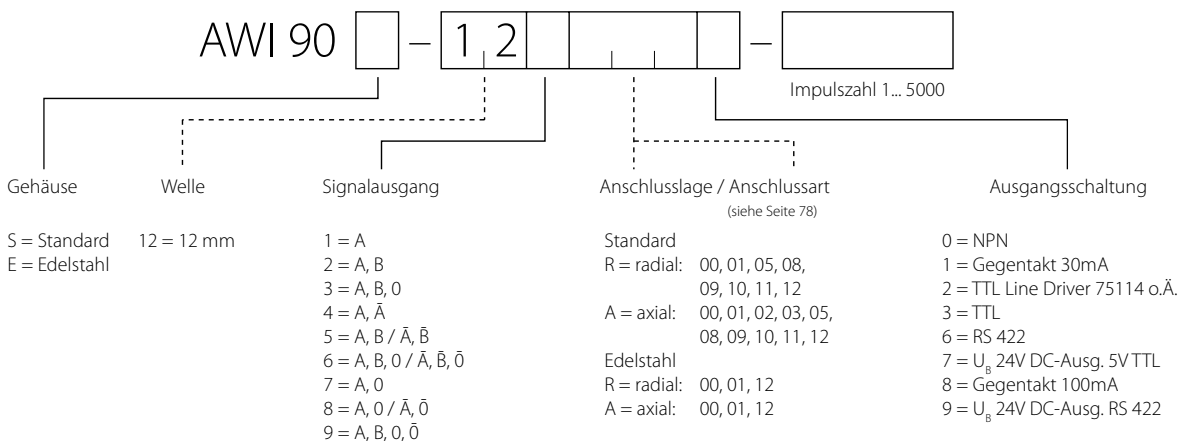 AWI 90 – 1 2 –
Impulszahl 1... 5000
Gehäuse
S = Standard
E = Edelstahl
Welle
12 = 12 mm
Signalausgang
1 = A
2 = A, B
3 = A, B, 0
4 = A, Ā
5 = A, B / Ā, B̄
6 = A, B, 0 / Ā, B̄, 0̄
7 = A, 0
8 = A, 0 / Ā, 0̄
9 = A, B, 0, 0̄
Anschlusslage / Anschlussart
(siehe Seite 78)
Standard
R = radial: 00, 01, 05, 08,
09, 10, 11, 12
A = axial: 00, 01, 02, 03, 05,
08, 09, 10, 11, 12
Edelstahl
R = radial: 00, 01, 12
A = axial: 00, 01, 12
Ausgangsschaltung
0 = NPN
1 = Gegentakt 30mA
2 = TTL Line Driver 75114 o.Ä.
3 = TTL
6 = RS 422
7 = U_B 24V DC-Ausg. 5V TTL
8 = Gegentakt 100mA
9 = U_B 24V DC-Ausg. RS 422